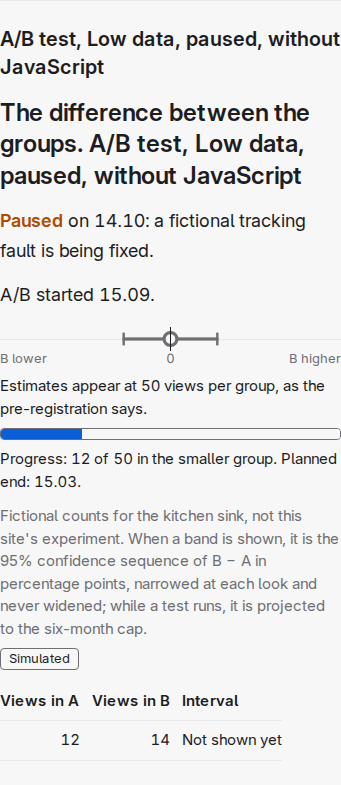 A/B test, Low data, paused, without
JavaScript
The difference between the
groups. A/B test, Low data,
paused, without JavaScript
Paused on 14.10: a fictional tracking
fault is being fixed.
A/B started 15.09.
B lower 0 B higher
Estimates appear at 50 views per group, as the
pre-registration says.
Progress: 12 of 50 in the smaller group. Planned
end: 15.03.
Fictional counts for the kitchen sink, not this
site's experiment. When a band is shown, it is the
95% confidence sequence of B − A in
percentage points, narrowed at each look and
never widened; while a test runs, it is projected
to the six-month cap.
Simulated
Views in A Views in B Interval
12 14 Not shown yet